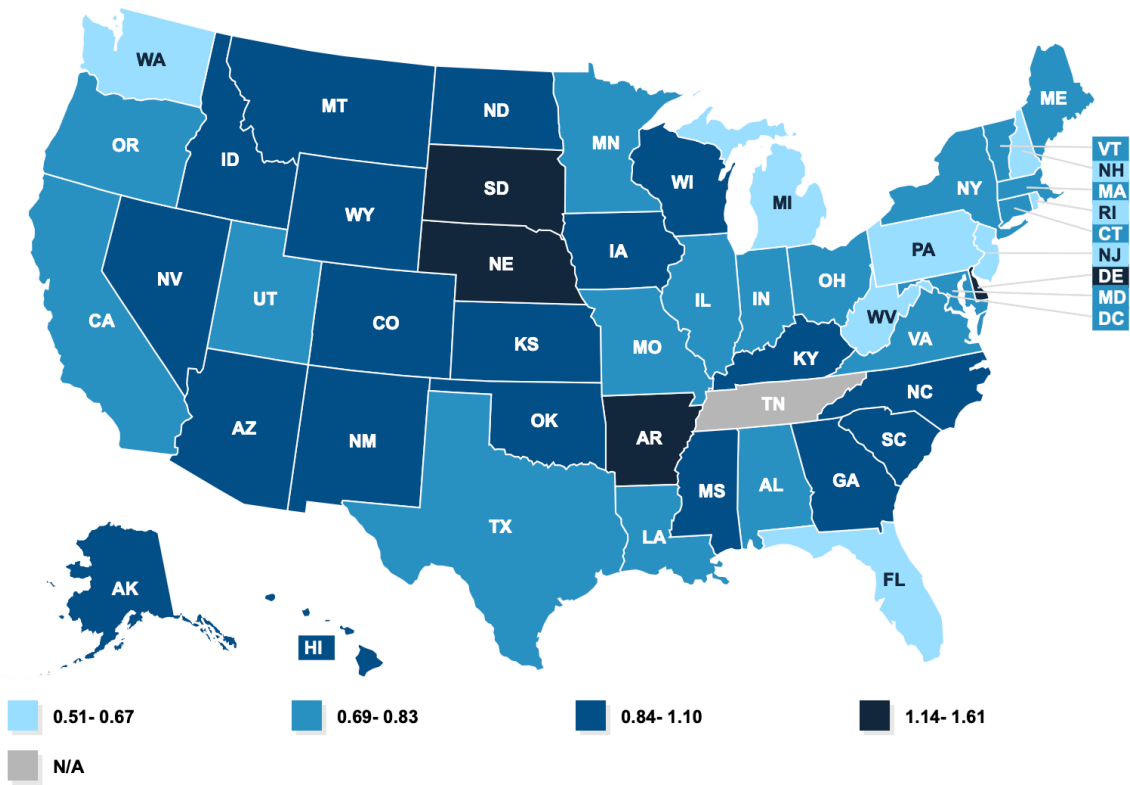 WA
MT
ND
MN
ME
OR
ID
SD
WI
MI
NY
VT
NH
MA
RI
CT
NJ
DE
MD
DC
WY
NE
IA
PA
NV
UT
CO
KS
MO
IL
IN
OH
WV
VA
KY
CA
AZ
NM
OK
AR
TN
NC
SC
TX
LA
MS
AL
GA
FL
AK
HI
0.51- 0.67
0.69- 0.83
0.84- 1.10
1.14- 1.61
N/A